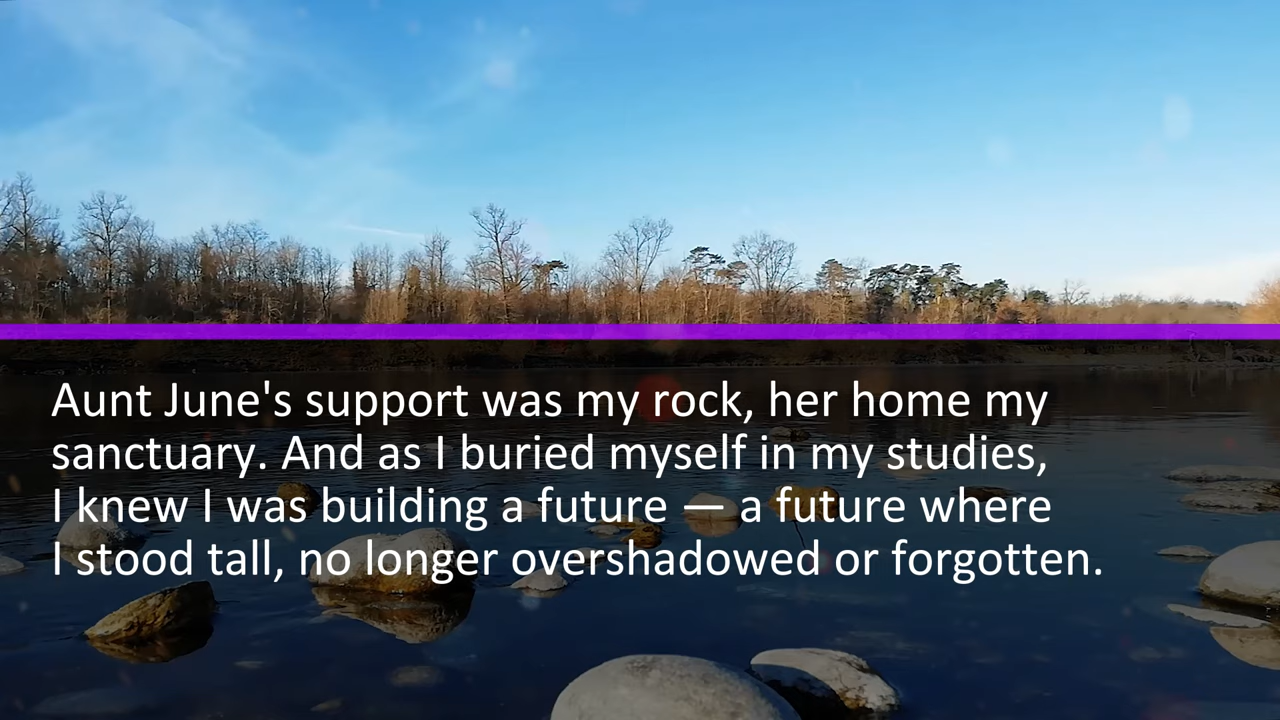 Aunt June's support was my rock, her home my
sanctuary. And as I buried myself in my studies,
I knew I was building a future — a future where
I stood tall, no longer overshadowed or forgotten.